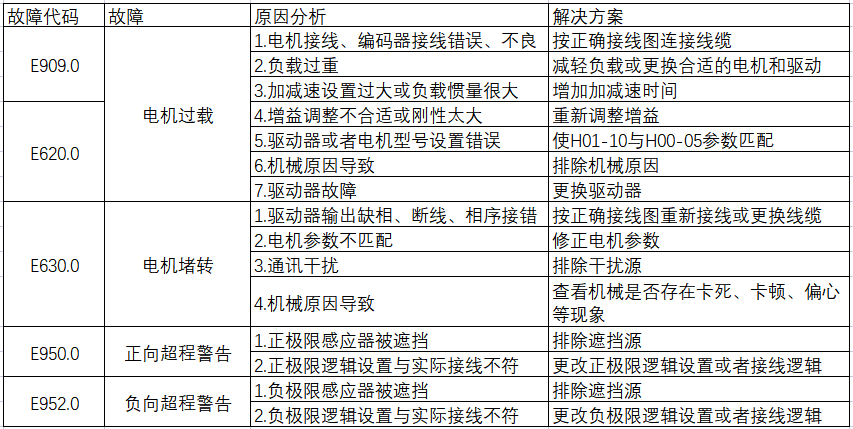 故障代码 故障 原因分析 解决方案
E909.0 电机过载 1.电机接线、编码器接线错误、不良 按正确接线图连接线缆
2.负载过重 减轻负载或更换合适的电机和驱动
3.加减速设置过大或负载惯量很大 增加加减速时间
E620.0 4.增益调整不合适或刚性太大 重新调整增益
5.驱动器或者电机型号设置错误 使H01-10与H00-05参数匹配
6.机械原因导致 排除机械原因
7.驱动器故障 更换驱动器
E630.0 电机堵转 1.驱动器输出缺相、断线、相序接错 按正确接线图重新接线或更换线缆
2.电机参数不匹配 修正电机参数
3.通讯干扰 排除干扰源
4.机械原因导致 查看机械是否存在卡死、卡顿、偏心
等现象
E950.0 正向超程警告 1.正极限感应器被遮挡 排除遮挡源
2.正极限逻辑设置与实际接线不符 更改正极限逻辑设置或者接线逻辑
E952.0 负向超程警告 1.负极限感应器被遮挡 排除遮挡源
2.负极限逻辑设置与实际接线不符 更改负极限逻辑设置或者接线逻辑